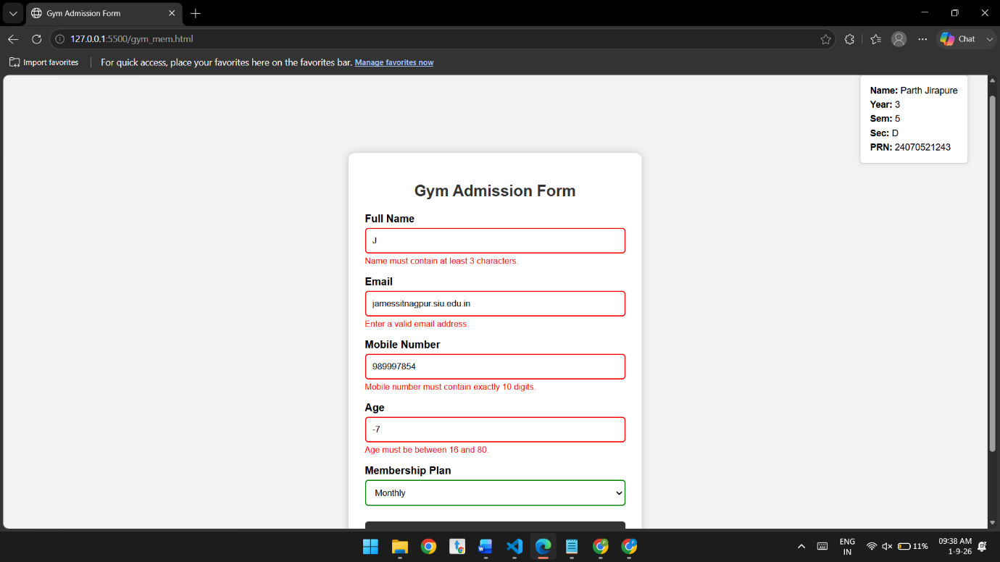 Gym Admission Form
127.0.0.1:5500/gym_mem.html
Chat
Import favorites
For quick access, place your favorites here on the favorites bar. Manage favorites now
Name: Parth Jirapure
Year: 3
Sem: 5
Sec: D
PRN: 24070521243
Gym Admission Form
Full Name
J
Name must contain at least 3 characters.
Email
jamessitnagpur.siu.edu.in
Enter a valid email address.
Mobile Number
989997854
Mobile number must contain exactly 10 digits.
Age
-7
Age must be between 16 and 80.
Membership Plan
Monthly
ENG
IN
11%
09:38 AM
1-9-26